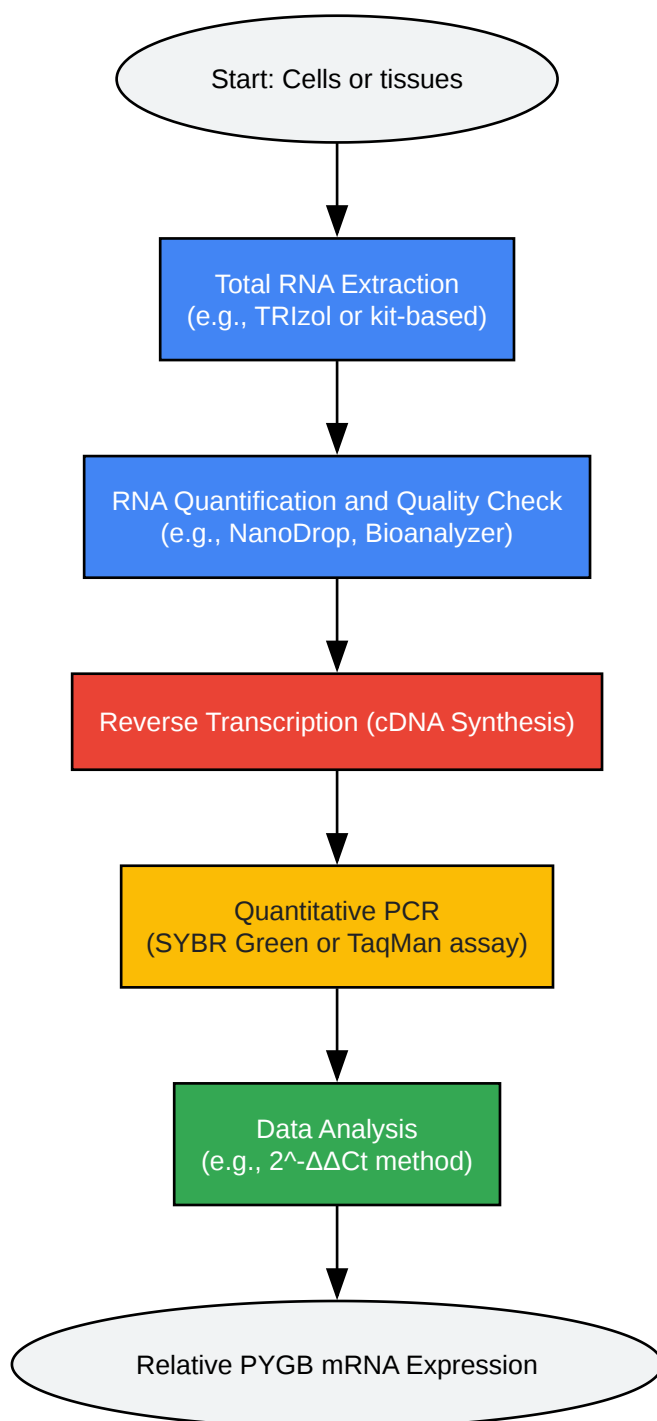 Start: Cells or tissues
Total RNA Extraction
(e.g., TRIzol or kit-based)
RNA Quantification and Quality Check
(e.g., NanoDrop, Bioanalyzer)
Reverse Transcription (cDNA Synthesis)
Quantitative PCR
(SYBR Green or TaqMan assay)
Data Analysis
(e.g., 2^-ΔΔCt method)
Relative PYGB mRNA Expression